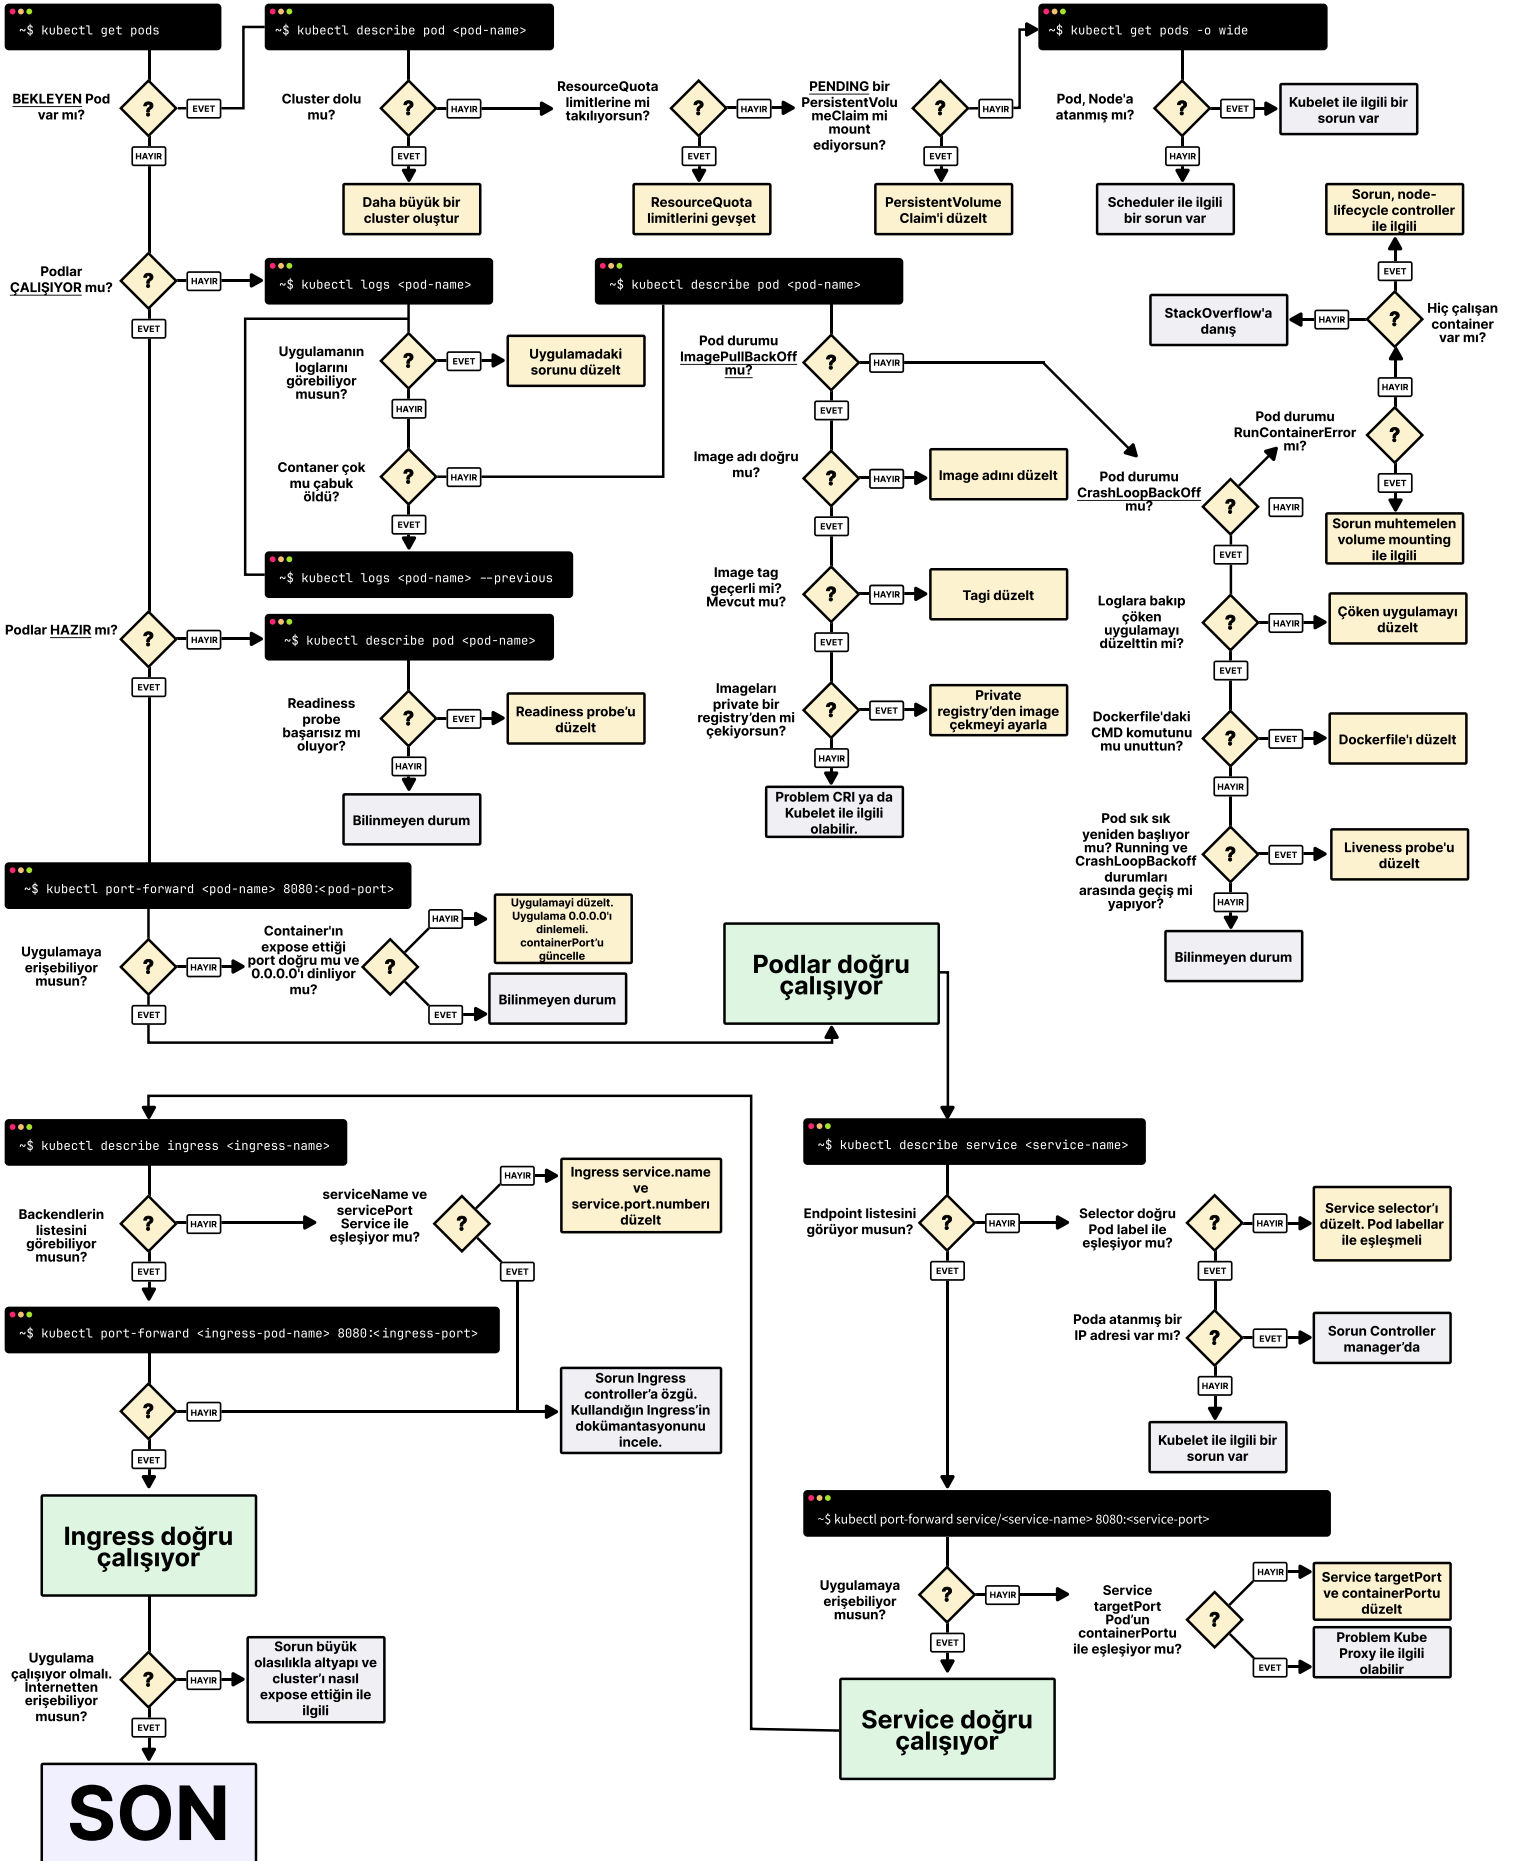 ~$ kubectl get pods
BEKLEYEN Pod
var mı?
?
EVET
HAYIR
~$ kubectl describe pod <pod-name>
Cluster dolu
mu?
?
HAYIR
EVET
Daha büyük bir
cluster oluştur
ResourceQuota
limitlerine mi
takılıyorsun?
?
HAYIR
EVET
ResourceQuota
limitlerini gevşet
PENDING bir
PersistentVolu
meClaim mi
mount
ediyorsun?
?
HAYIR
EVET
PersistentVolume
Claim'i düzelt
~$ kubectl get pods -o wide
Pod, Node'a
atanmış mı?
?
EVET
Kubelet ile ilgili bir
sorun var
HAYIR
Scheduler ile ilgili
bir sorun var
Podlar
ÇALIŞIYOR mu?
?
HAYIR
EVET
~$ kubectl logs <pod-name>
Uygulamanın
loglarını
görebiliyor
musun?
?
EVET
Uygulamadaki
sorunu düzelt
HAYIR
Contaner çok
mu çabuk
öldü?
?
HAYIR
EVET
~$ kubectl logs <pod-name> --previous
~$ kubectl describe pod <pod-name>
Pod durumu
ImagePullBackOff
mu?
?
HAYIR
EVET
Image adı doğru
mu?
?
HAYIR
Image adını düzelt
EVET
Image tag
geçerli mi?
Mevcut mu?
?
HAYIR
Tagi düzelt
EVET
Imageları
private bir
registry’den mi
çekiyorsun?
?
EVET
Private
registry’den image
çekmeyi ayarla
HAYIR
Problem CRI ya da
Kubelet ile ilgili
olabilir.
Sorun, node-
lifecycle controller
ile ilgili
EVET
StackOverflow'a
danış
HAYIR
?
Hiç çalışan
container
var mı?
HAYIR
Pod durumu
RunContainerError
mı?
?
EVET
Sorun muhtemelen
volume mounting
ile ilgili
Pod durumu
CrashLoopBackOff
mu?
?
HAYIR
EVET
Loglara bakıp
çöken
uygulamayı
düzelttin mi?
?
HAYIR
Çöken uygulamayı
düzelt
EVET
Dockerfile'daki
CMD komutunu
mu unuttun?
?
EVET
Dockerfile'ı düzelt
HAYIR
Pod sık sık
yeniden başlıyor
mu? Running ve
CrashLoopBackoff
durumları
arasında geçiş mi
yapıyor?
?
EVET
Liveness probe'u
düzelt
HAYIR
Bilinmeyen durum
Podlar HAZIR mı?
?
HAYIR
EVET
~$ kubectl describe pod <pod-name>
Readiness
probe
başarısız mı
oluyor?
?
EVET
Readiness probe’u
düzelt
HAYIR
Bilinmeyen durum
~$ kubectl port-forward <pod-name> 8080:<pod-port>
Uygulamaya
erişebiliyor
musun?
?
HAYIR
EVET
Container'ın
expose ettiği
port doğru mu ve
0.0.0.0'ı dinliyor
mu?
?
HAYIR
Uygulamayi düzelt.
Uygulama 0.0.0.0'ı
dinlemeli.
containerPort’u
güncelle
EVET
Bilinmeyen durum
Podlar doğru
çalışıyor
~$ kubectl describe ingress <ingress-name>
Backendlerin
listesini
görebiliyor
musun?
?
HAYIR
EVET
serviceName ve
servicePort
Service ile
eşleşiyor mu?
?
HAYIR
Ingress service.name
ve
service.port.numberı
düzelt
EVET
~$ kubectl port-forward <ingress-pod-name> 8080:<ingress-port>
?
HAYIR
Sorun Ingress
controller’a özgü.
Kullandığın Ingress’in
dokümantasyonunu
incele.
EVET
Ingress doğru
çalışıyor
Uygulama
çalışıyor olmalı.
İnternetten
erişebiliyor
musun?
?
HAYIR
Sorun büyük
olasılıkla altyapı ve
cluster’ı nasıl
expose ettiğin ile
ilgili
EVET
SON
~$ kubectl describe service <service-name>
Endpoint listesini
görüyor musun?
?
HAYIR
EVET
Selector doğru
Pod label ile
eşleşiyor mu?
?
HAYIR
Service selector’ı
düzelt. Pod labellar
ile eşleşmeli
EVET
Poda atanmış bir
IP adresi var mı?
?
EVET
Sorun Controller
manager’da
HAYIR
Kubelet ile ilgili bir
sorun var
~$ kubectl port-forward service/<service-name> 8080:<service-port>
Uygulamaya
erişebiliyor
musun?
?
HAYIR
EVET
Service
targetPort
Pod’un
containerPortu
ile eşleşiyor mu?
?
HAYIR
Service targetPort
ve containerPortu
düzelt
EVET
Problem Kube
Proxy ile ilgili
olabilir
Service doğru
çalışıyor